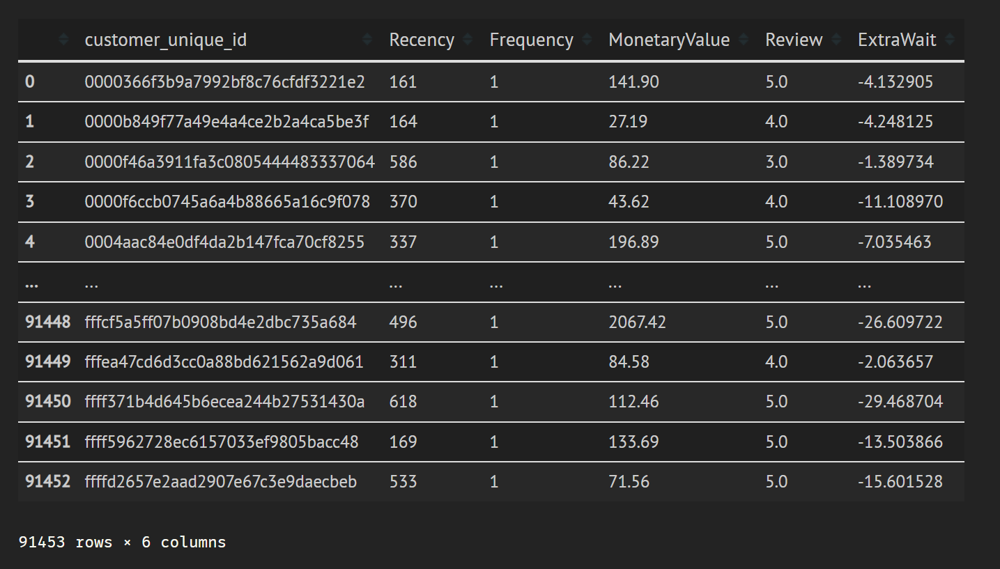 customer_unique_id Recency Frequency MonetaryValue Review ExtraWait
0 0000366f3b9a7992bf8c76cfdf3221e2 161 1 141.90 5.0 -4.132905
1 0000b849f77a49e4a4ce2b2a4ca5be3f 164 1 27.19 4.0 -4.248125
2 0000f46a3911fa3c0805444483337064 586 1 86.22 3.0 -1.389734
3 0000f6ccb0745a6a4b88665a16c9f078 370 1 43.62 4.0 -11.108970
4 0004aac84e0df4da2b147fca70cf8255 337 1 196.89 5.0 -7.035463
... ... ... ... ... ... ...
91448 fffcf5a5ff07b0908bd4e2dbc735a684 496 1 2067.42 5.0 -26.609722
91449 fffea47cd6d3cc0a88bd621562a9d061 311 1 84.58 4.0 -2.063657
91450 ffff371b4d645b6ecea244b27531430a 618 1 112.46 5.0 -29.468704
91451 ffff5962728ec6157033ef9805bacc48 169 1 133.69 5.0 -13.503866
91452 ffffd2657e2aad2907e67c3e9daecbeb 533 1 71.56 5.0 -15.601528
91453 rows × 6 columns